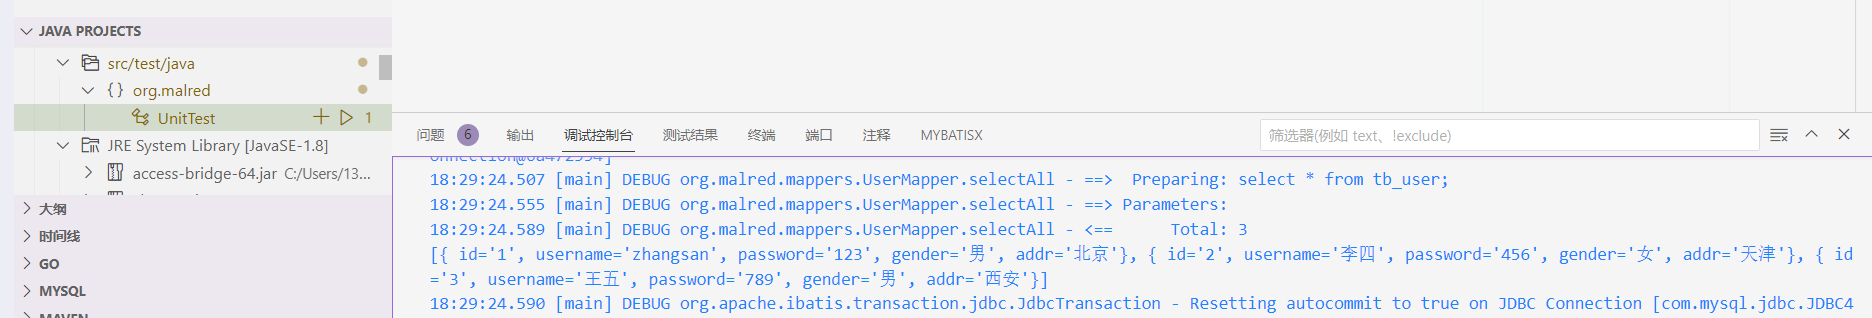 JAVA PROJECTS
src/test/java
{} org.malred
UnitTest 1
JRE System Library [JavaSE-1.8]
access-bridge-64.jar C:/Users/13...
大纲
时间线
GO
MYSQL
MAVEN
问题 6 输出 调试控制台 测试结果 终端 端口 注释 MYBATISX
筛选器(例如 text、!exclude)
18:29:24.507 [main] DEBUG org.malred.mappers.UserMapper.selectAll - ==>  Preparing: select * from tb_user;
18:29:24.555 [main] DEBUG org.malred.mappers.UserMapper.selectAll - ==> Parameters:
18:29:24.589 [main] DEBUG org.malred.mappers.UserMapper.selectAll - <==      Total: 3
[{ id='1', username='zhangsan', password='123', gender='男', addr='北京'}, { id='2', username='李四', password='456', gender='女', addr='天津'}, { id
='3', username='王五', password='789', gender='男', addr='西安'}]
18:29:24.590 [main] DEBUG org.apache.ibatis.transaction.jdbc.JdbcTransaction - Resetting autocommit to true on JDBC Connection [com.mysql.jdbc.JDBC4